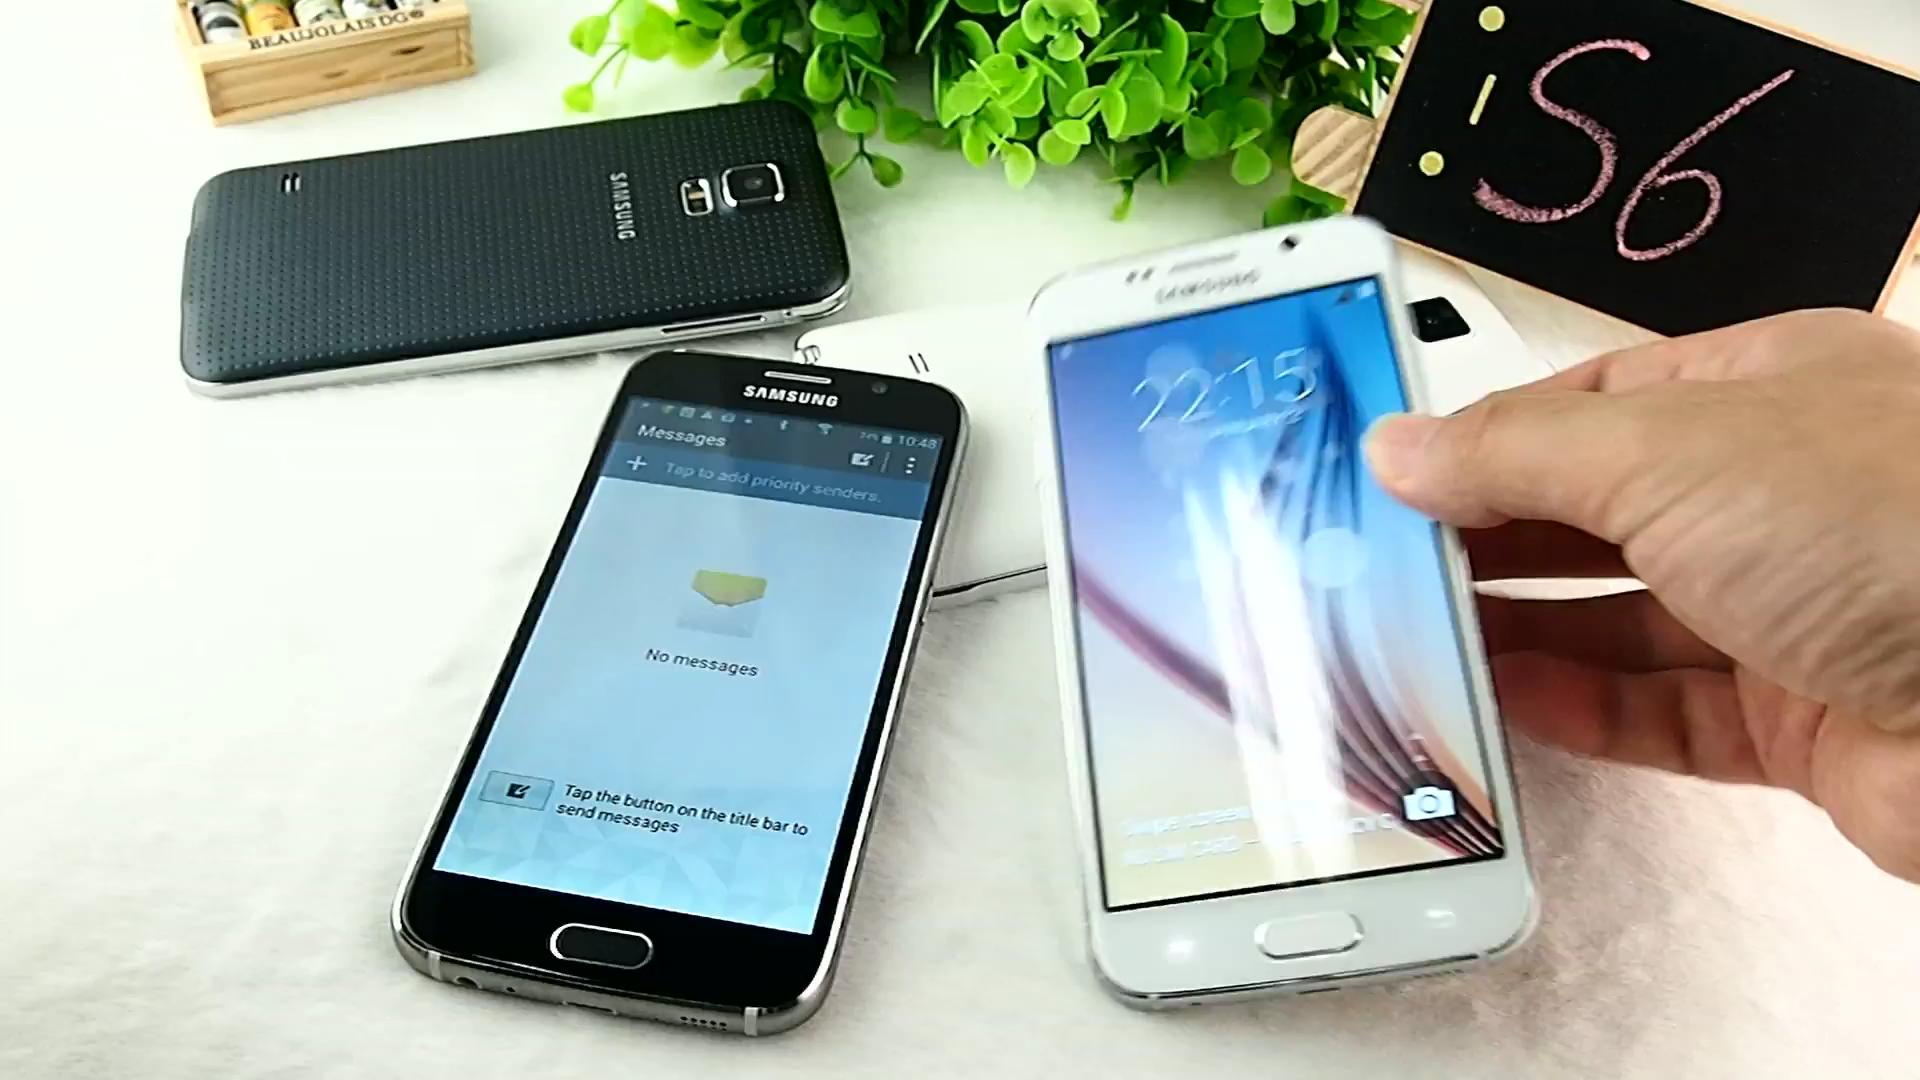 BEAUJOLAIS DG
S6
SAMSUNG
SAMSUNG
22:15
SAMSUNG
10:48
Messages
Tap to add priority senders.
No messages
Tap the button on the title bar to
send messages